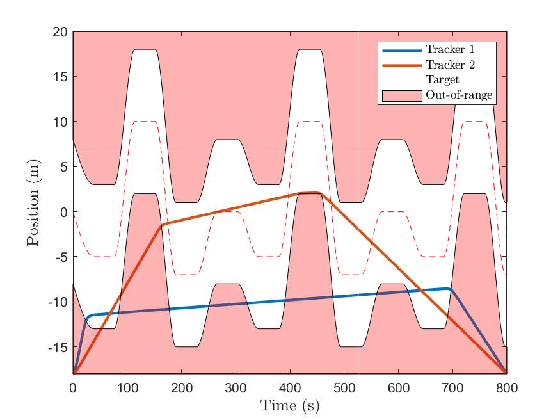 20
15
10
5
0
-5
-10
-15
Position (m)
0
100
200
300
400
500
600
700
800
Time (s)
Tracker 1
Tracker 2
Target
Out-of-range